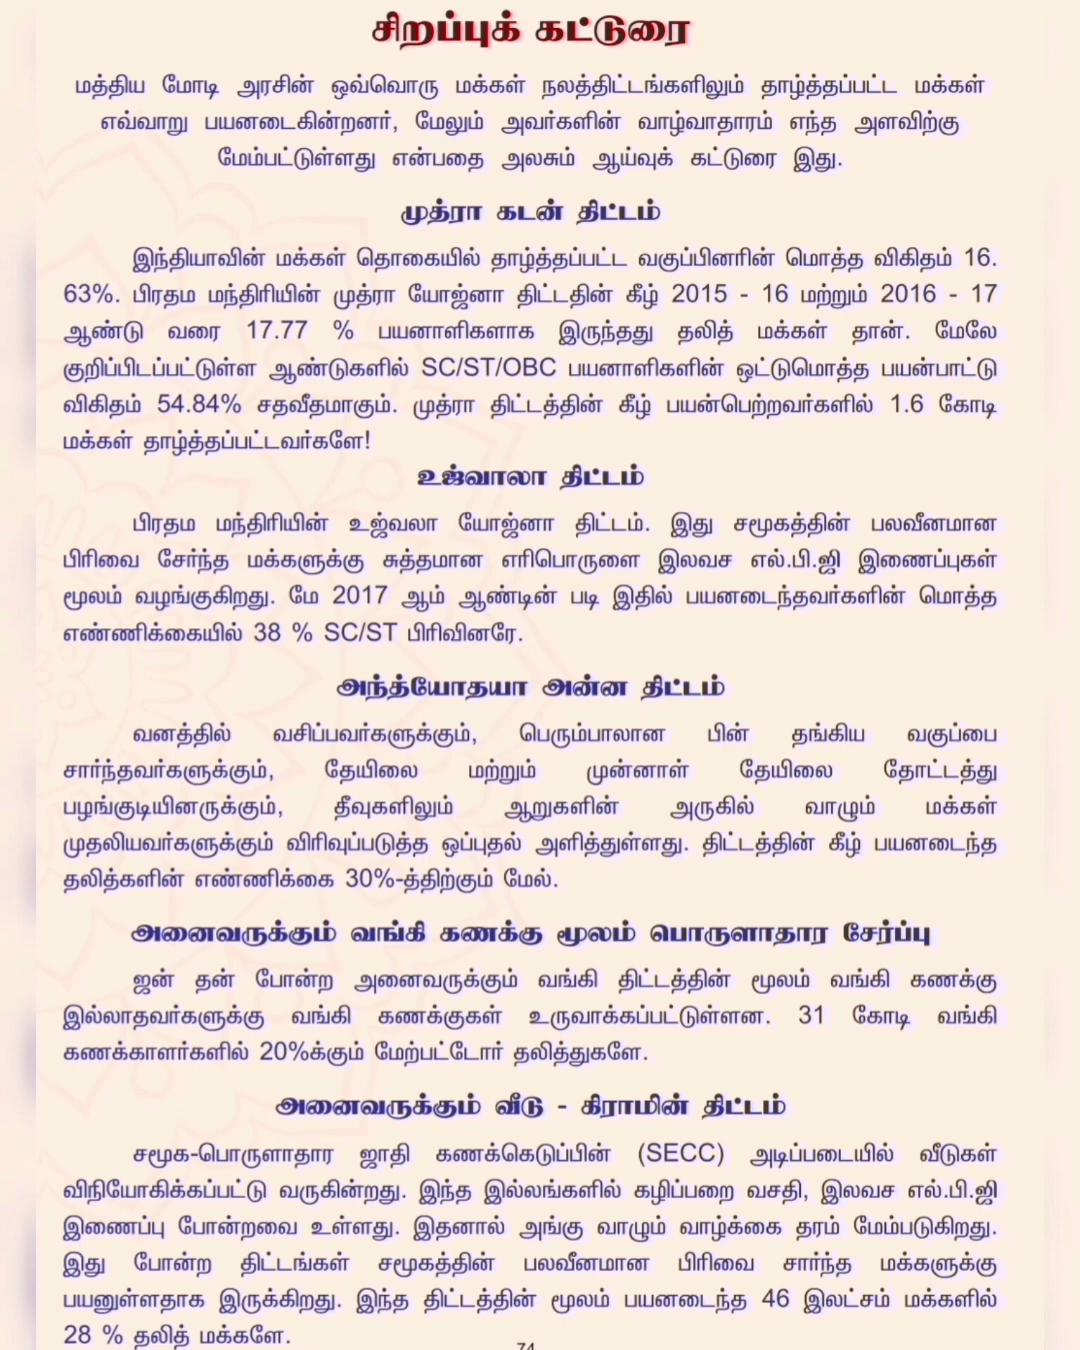 சிறப்புக் கட்டுரை
மத்திய மோடி அரசின் ஒவ்வொரு மக்கள் நலத்திட்டங்களிலும் தாழ்த்தப்பட்ட மக்கள்
எவ்வாறு பயனடைகின்றனர், மேலும் அவர்களின் வாழ்வாதாரம் எந்த அளவிற்கு
மேம்பட்டுள்ளது என்பதை அலசும் ஆய்வுக் கட்டுரை இது.
முத்ரா கடன் திட்டம்
இந்தியாவின் மக்கள் தொகையில் தாழ்த்தப்பட்ட வகுப்பினரின் மொத்த விகிதம் 16.
63%. பிரதம மந்திரியின் முத்ரா யோஜ்னா திட்டதின் கீழ் 2015 - 16 மற்றும் 2016 - 17
ஆண்டு வரை 17.77 % பயனாளிகளாக இருந்தது தலித் மக்கள் தான். மேலே
குறிப்பிடப்பட்டுள்ள ஆண்டுகளில் SC/ST/OBC பயனாளிகளின் ஒட்டுமொத்த பயன்பாட்டு
விகிதம் 54.84% சதவீதமாகும். முத்ரா திட்டத்தின் கீழ் பயன்பெற்றவர்களில் 1.6 கோடி
மக்கள் தாழ்த்தப்பட்டவர்களே!
உஜ்வாலா திட்டம்
பிரதம மந்திரியின் உஜ்வலா யோஜ்னா திட்டம். இது சமூகத்தின் பலவீனமான
பிரிவை சேர்ந்த மக்களுக்கு சுத்தமான எரிபொருளை இலவச எல்.பி.ஜி இணைப்புகள்
மூலம் வழங்குகிறது. மே 2017 ஆம் ஆண்டின் படி இதில் பயனடைந்தவர்களின் மொத்த
எண்ணிக்கையில் 38 % SC/ST பிரிவினரே.
அந்த்யோதயா அன்ன திட்டம்
வனத்தில் வசிப்பவர்களுக்கும், பெரும்பாலான பின் தங்கிய வகுப்பை
சார்ந்தவர்களுக்கும், தேயிலை மற்றும் முன்னாள் தேயிலை தோட்டத்து
பழங்குடியினருக்கும், தீவுகளிலும் ஆறுகளின் அருகில் வாழும் மக்கள்
முதலியவர்களுக்கும் விரிவுப்படுத்த ஒப்புதல் அளித்துள்ளது. திட்டத்தின் கீழ் பயனடைந்த
தலித்களின் எண்ணிக்கை 30%-த்திற்கும் மேல்.
அனைவருக்கும் வங்கி கணக்கு மூலம் பொருளாதார சேர்ப்பு
ஜன் தன் போன்ற அனைவருக்கும் வங்கி திட்டத்தின் மூலம் வங்கி கணக்கு
இல்லாதவர்களுக்கு வங்கி கணக்குகள் உருவாக்கப்பட்டுள்ளன. 31 கோடி வங்கி
கணக்காளர்களில் 20%க்கும் மேற்பட்டோர் தலித்துகளே.
அனைவருக்கும் வீடு - கிராமின் திட்டம்
சமூக-பொருளாதார ஜாதி கணக்கெடுப்பின் (SECC) அடிப்படையில் வீடுகள்
விநியோகிக்கப்பட்டு வருகின்றது. இந்த இல்லங்களில் கழிப்பறை வசதி, இலவச எல்.பி.ஜி
இணைப்பு போன்றவை உள்ளது. இதனால் அங்கு வாழும் வாழ்க்கை தரம் மேம்படுகிறது.
இது போன்ற திட்டங்கள் சமூகத்தின் பலவீனமான பிரிவை சார்ந்த மக்களுக்கு
பயனுள்ளதாக இருக்கிறது. இந்த திட்டத்தின் மூலம் பயனடைந்த 46 இலட்சம் மக்களில்
28 % தலித் மக்களே.
74